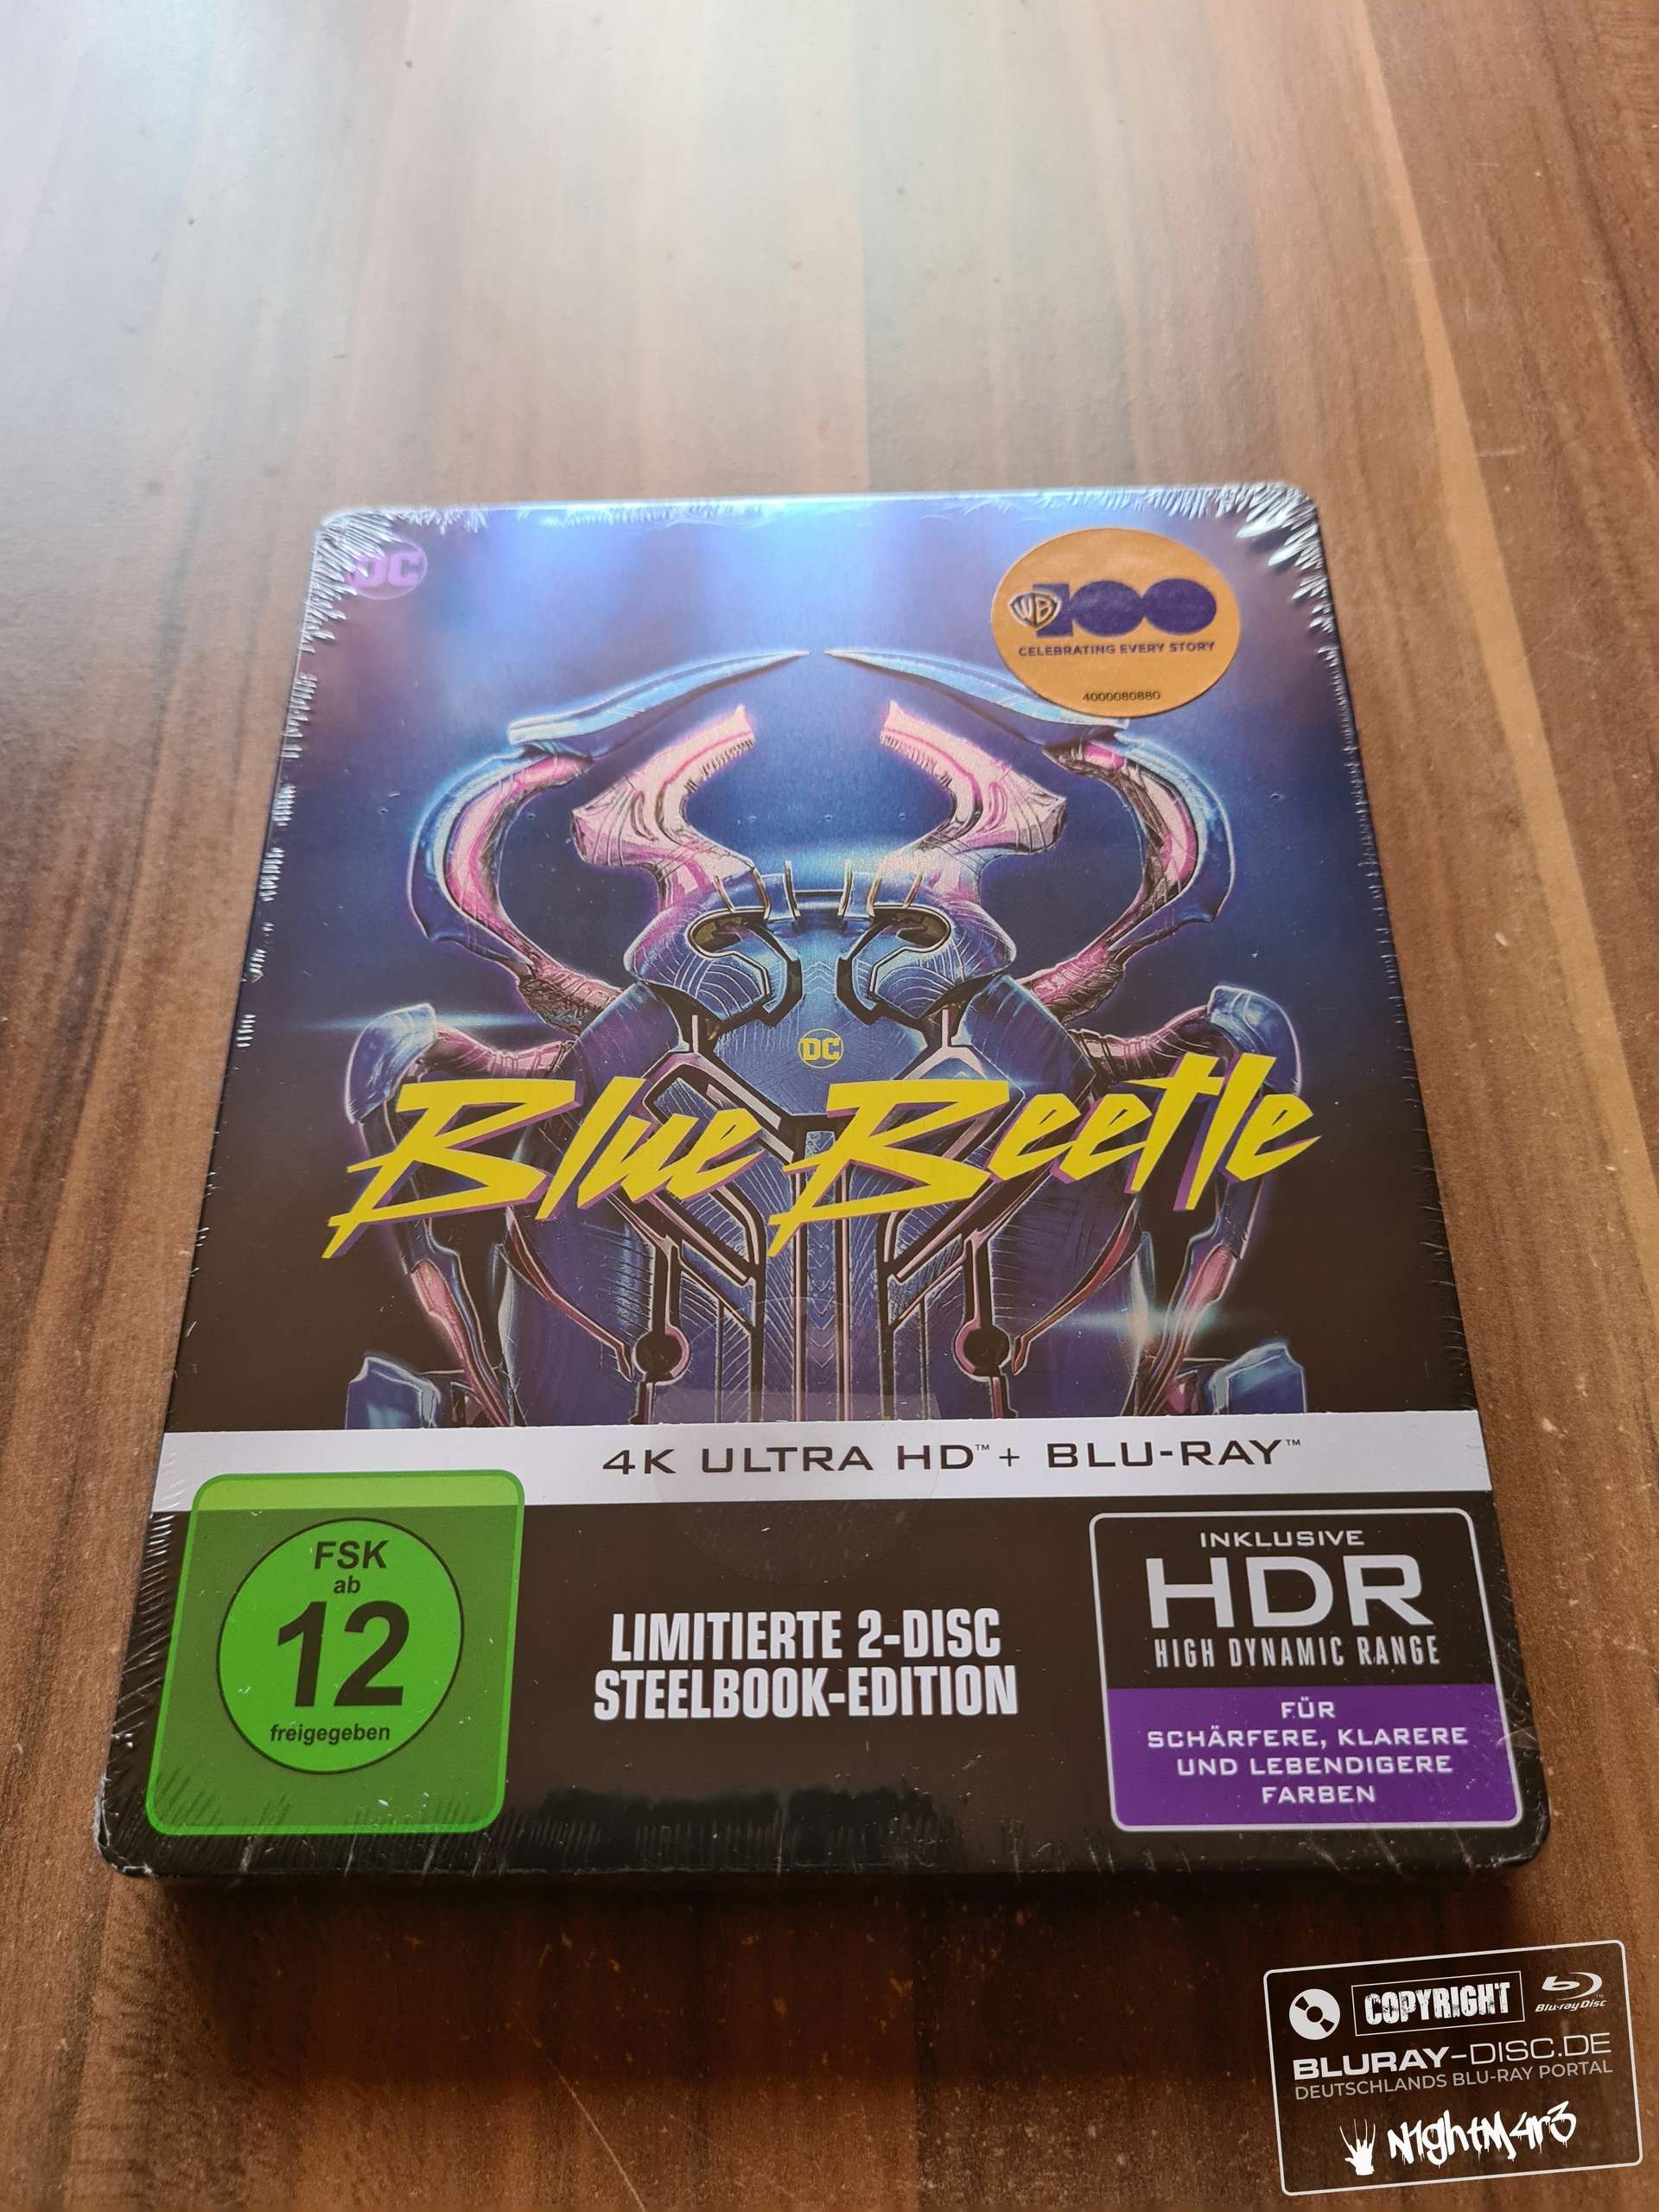 DC
WB 100
CELEBRATING EVERY STORY
4000080880
DC
Blue Beetle
4K ULTRA HD™ + BLU-RAY™
FSK
ab
12
freigegeben
LIMITIERTE 2-DISC
STEELBOOK-EDITION
INKLUSIVE
HDR
HIGH DYNAMIC RANGE
FÜR
SCHÄRFERE, KLARERE
UND LEBENDIGERE
FARBEN
COPYRIGHT
Blu-ray Disc™
BLURAY-DISC.DE
DEUTSCHLANDS BLU-RAY PORTAL
N1ghtM4r3